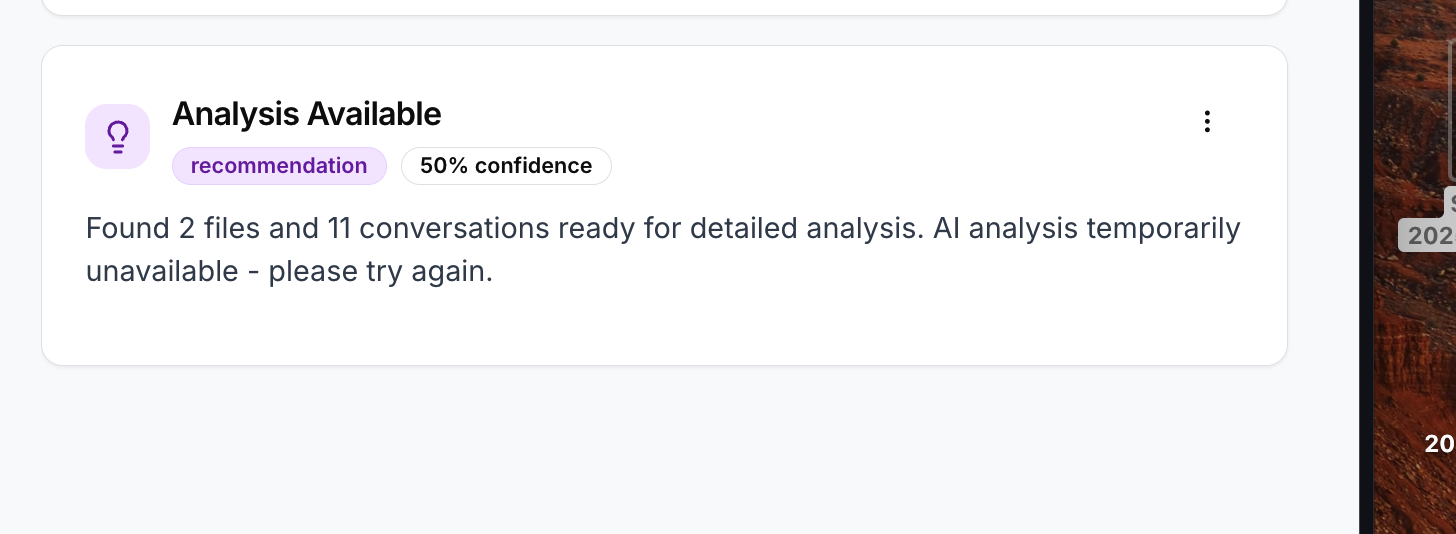 Analysis Available
recommendation
50% confidence
Found 2 files and 11 conversations ready for detailed analysis. AI analysis temporarily
unavailable - please try again.
202
20